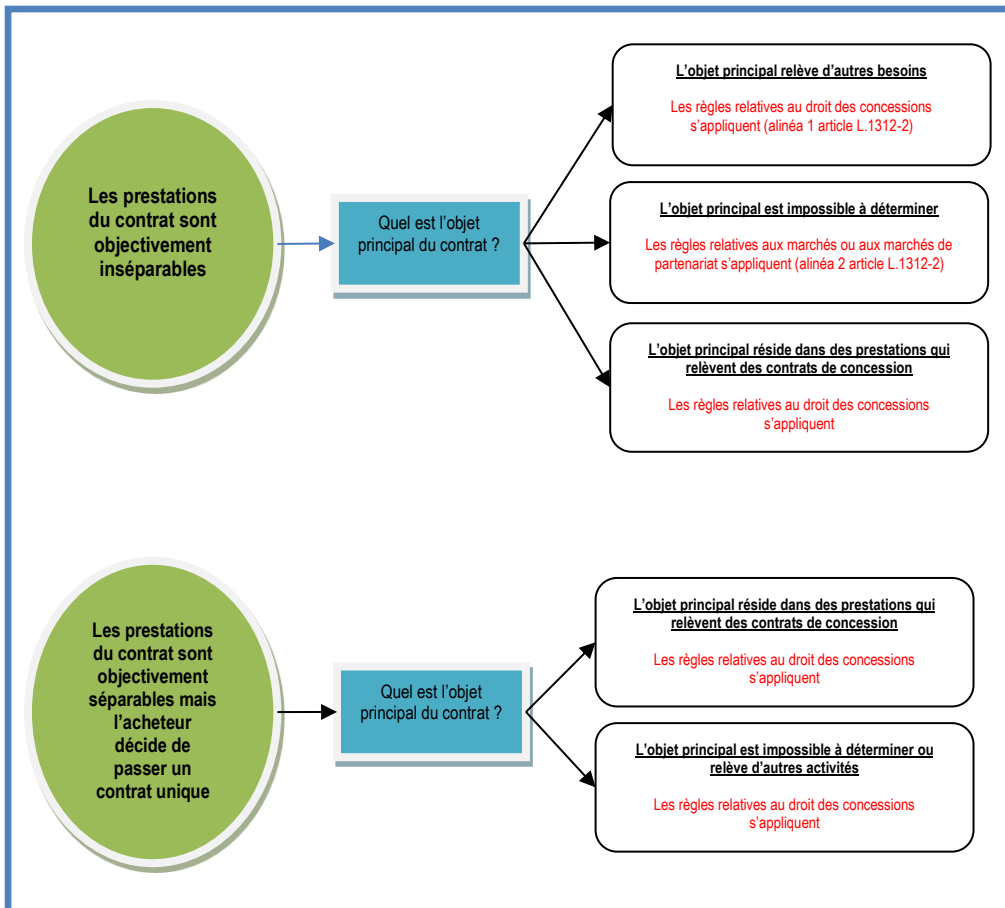 Les prestations
du contrat sont
objectivement
inséparables
Quel est l’objet
principal du contrat ?
L’objet principal relève d’autres besoins
Les règles relatives au droit des concessions
s’appliquent (alinéa 1 article L.1312-2)
L’objet principal est impossible à déterminer
Les règles relatives aux marchés ou aux marchés de
partenariat s’appliquent (alinéa 2 article L.1312-2)
L’objet principal réside dans des prestations qui
relèvent des contrats de concession
Les règles relatives au droit des concessions
s’appliquent
Les prestations
du contrat sont
objectivement
séparables mais
l’acheteur
décide de
passer un
contrat unique
Quel est l’objet
principal du contrat ?
L’objet principal réside dans des prestations qui
relèvent des contrats de concession
Les règles relatives au droit des concessions
s’appliquent
L’objet principal est impossible à déterminer ou
relève d’autres activités
Les règles relatives au droit des concessions
s’appliquent